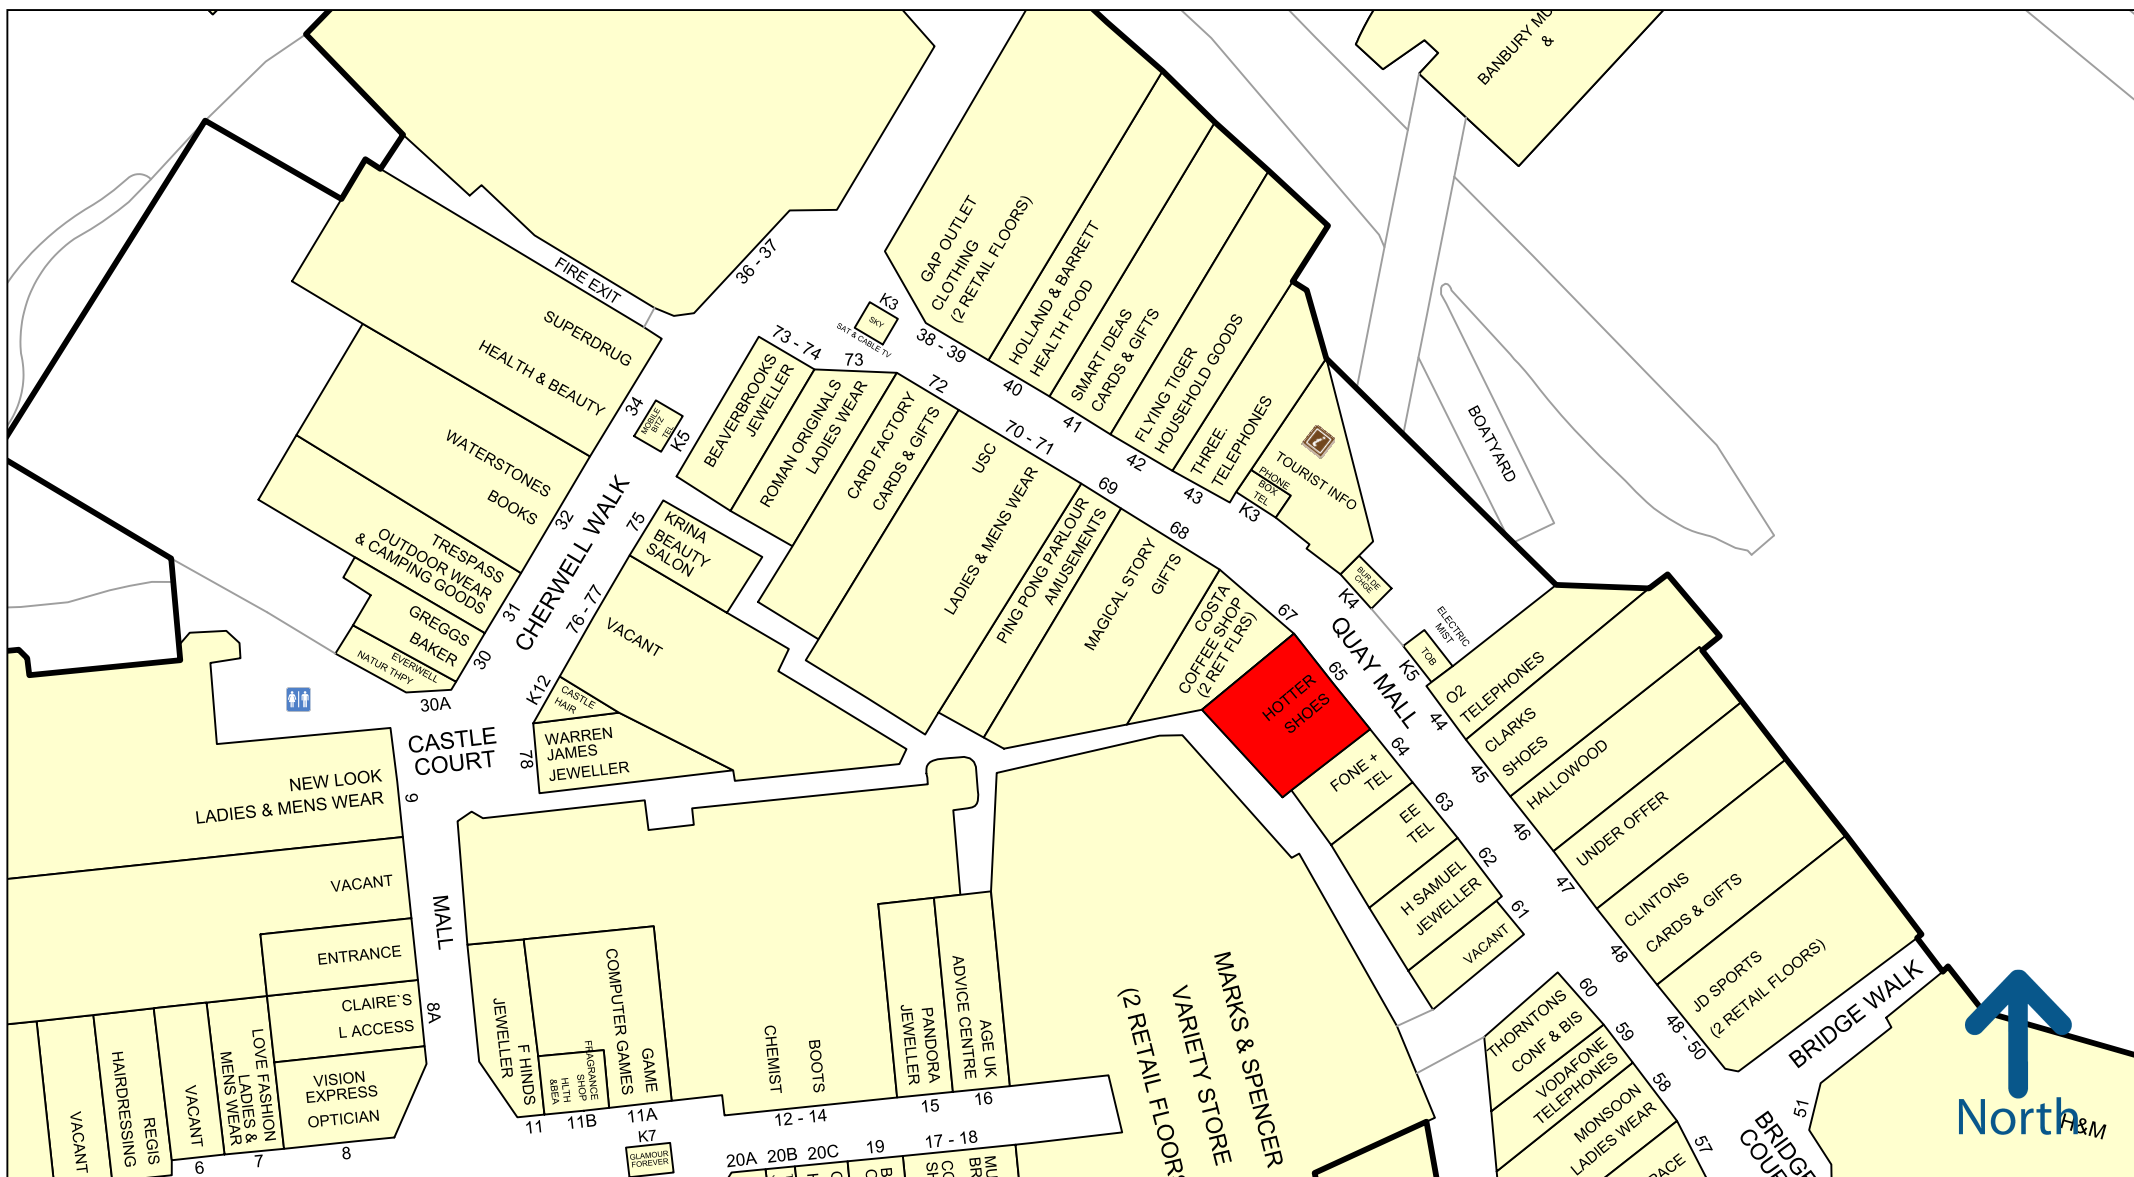 BANBURY MU
&
GAP OUTLET
CLOTHING
(2 RETAIL FLOORS)
HOLLAND & BARRETT
HEALTH FOOD
SMART IDEAS
CARDS & GIFTS
FLYING TIGER
HOUSEHOLD GOODS
THREE.
TELEPHONES
PHONE
BOX
TEL
TOURIST INFO
i
BOATYARD
36 - 37
FIRE EXIT
SUPERDRUG
HEALTH & BEAUTY
WATERSTONES
BOOKS
TRESPASS
OUTDOOR WEAR
& CAMPING GOODS
GREGGS
BAKER
EVERWELL
NATUR THPY
34
32
31
30
30A
CHERWELL WALK
MOBILE
BITZ
TEL
K5
K3
SKY
SAT & CABLE TV
73 - 74
73
72
70 - 71
69
68
67
65
64
63
62
61
38 - 39
40
41
42
43
K3
BEAVERBROOKS
JEWELLER
ROMAN ORIGINALS
LADIES WEAR
CARD FACTORY
CARDS & GIFTS
USC
LADIES & MENS WEAR
PING PONG PARLOUR
AMUSEMENTS
MAGICAL STORY
GIFTS
COSTA
COFFEE SHOP
(2 RET FLRS)
HOTTER
SHOES
FONE +
TEL
EE
TEL
H SAMUEL
JEWELLER
VACANT
75
KRINA
BEAUTY
SALON
76 - 77
VACANT
K12
CASTLE
HAIR
78
WARREN
JAMES
JEWELLER
BUR DE
CHGE
K4
ELECTRIC
MIST
TOB
K5
QUAY MALL
O2
TELEPHONES
44
CLARKS
SHOES
45
HALLOWOOD
46
UNDER OFFER
47
CLINTONS
CARDS & GIFTS
48
JD SPORTS
(2 RETAIL FLOORS)
48 - 50
BRIDGE WALK
51
H&M
North
BRIDGE
COU
60
59
58
57
THORNTONS
CONF & BIS
VODAFONE
TELEPHONES
MONSOON
LADIES WEAR
PACE
CASTLE
COURT
MALL
NEW LOOK
LADIES & MENS WEAR
9
VACANT
ENTRANCE
CLAIRE`S
L ACCESS
8A
VISION
EXPRESS
OPTICIAN
8
LOVE FASHION
LADIES &
MENS WEAR
7
VACANT
6
REGIS
HAIRDRESSING
VACANT
F HINDS
JEWELLER
11
FRAGRANCE
SHOP
HLTH
&BEA
11B
GAME
COMPUTER GAMES
11A
K7
GLAMOUR
FOREVER
BOOTS
CHEMIST
12 - 14
PANDORA
JEWELLER
15
AGE UK
ADVICE CENTRE
16
MARKS & SPENCER
VARIETY STORE
(2 RETAIL FLOORS
20A
20B
20C
19
17 - 18